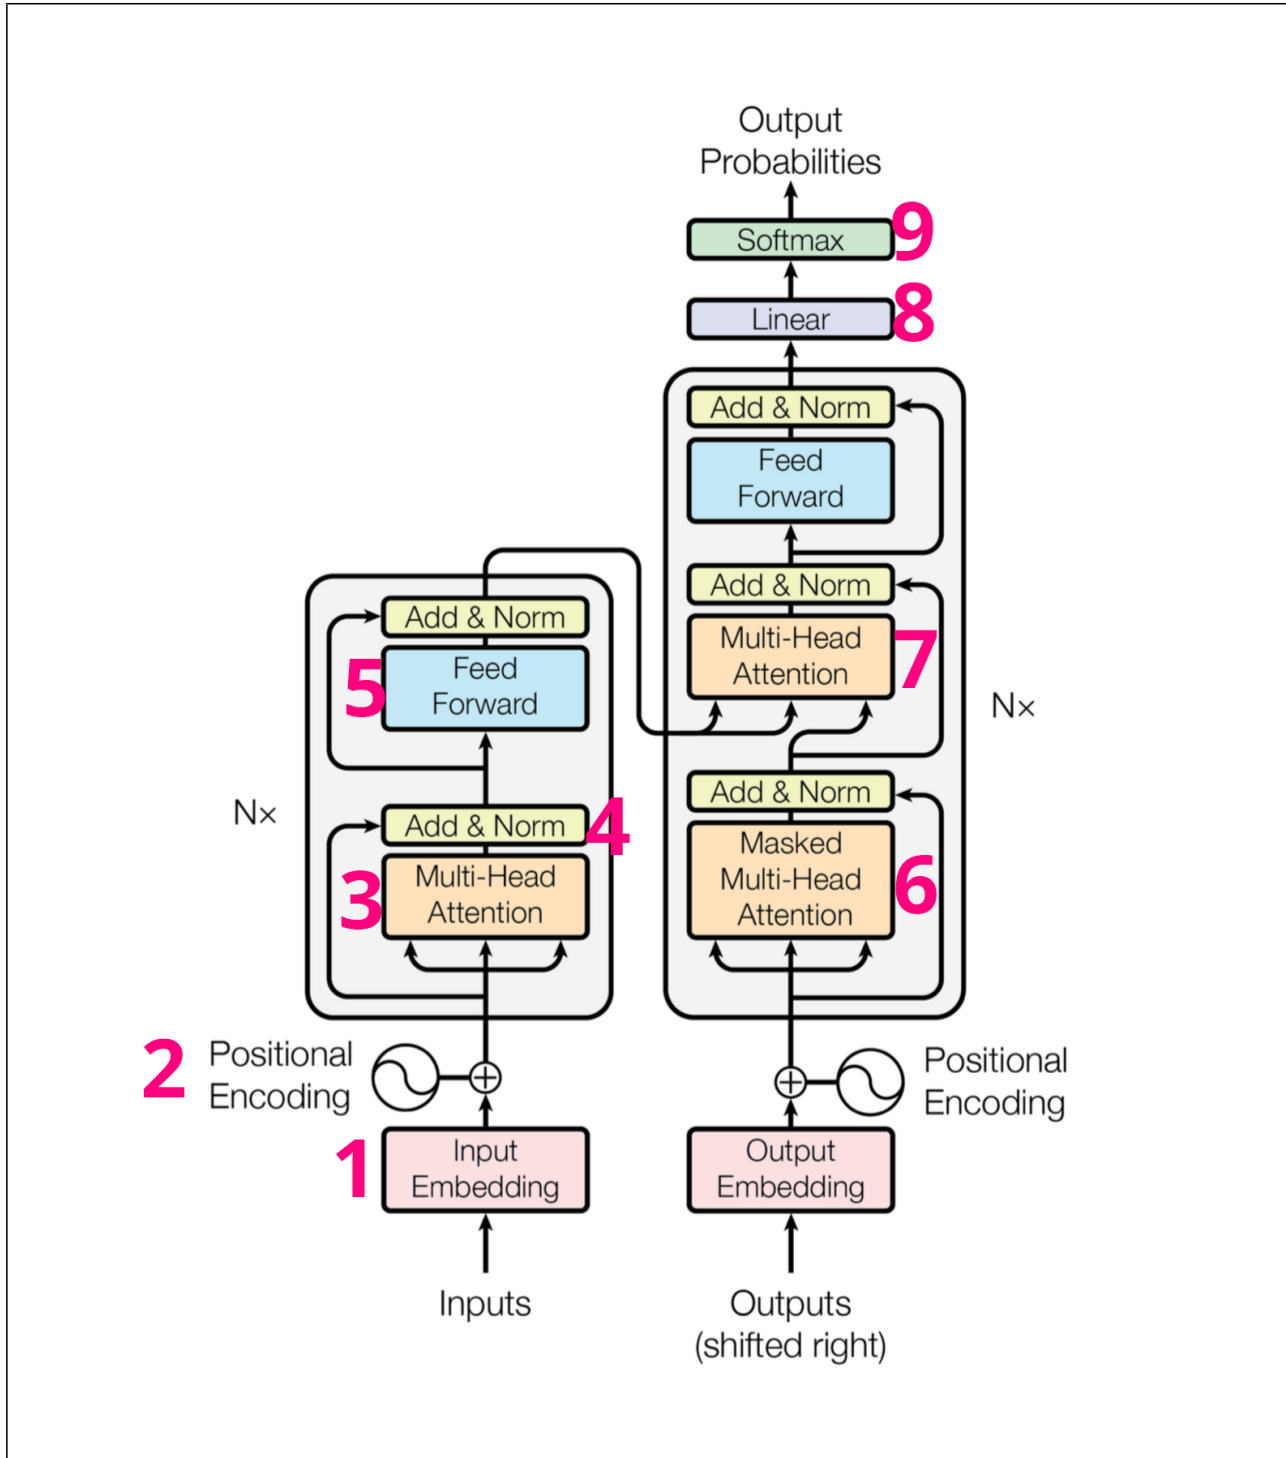 Output
Probabilities
Softmax 9
Linear 8
Add & Norm
Feed
Forward
Add & Norm
Multi-Head
Attention
7
Nx
Add & Norm
Masked
Multi-Head
Attention
6
Add & Norm
5
Feed
Forward
Nx
Add & Norm 4
3
Multi-Head
Attention
2
Positional
Encoding
Positional
Encoding
1
Input
Embedding
Output
Embedding
Inputs
Outputs
(shifted right)